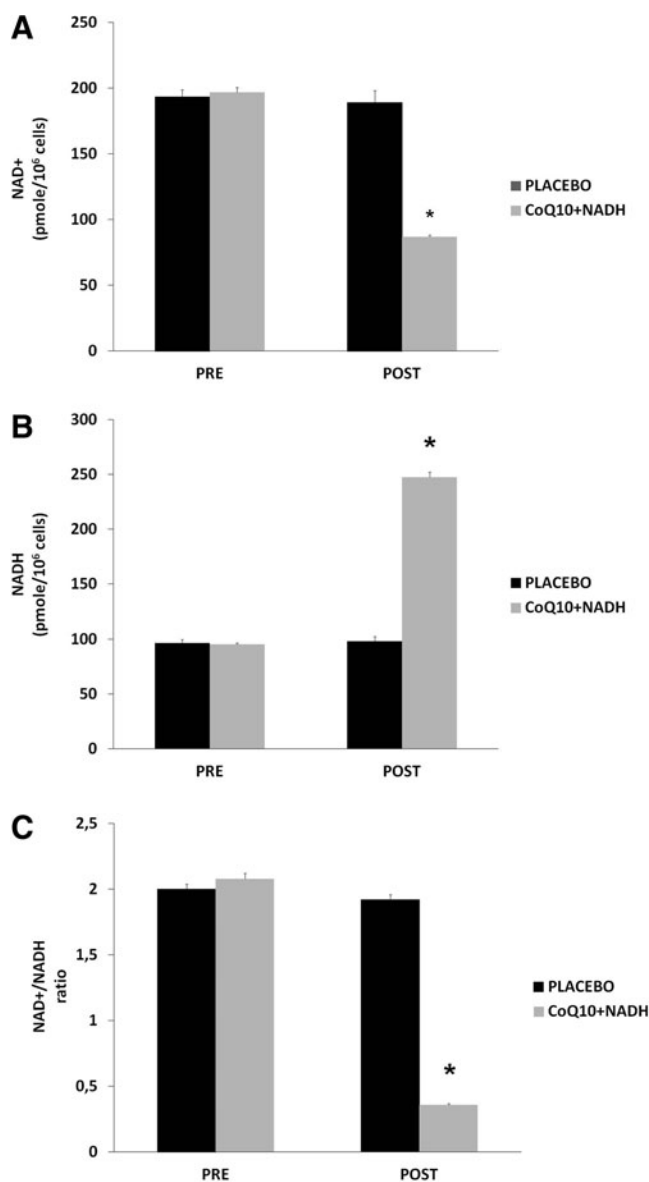 A
250
200
150
100
50
0
NAD+
(pmole/10⁶ cells)
*
PRE
POST
PLACEBO
CoQ10+NADH
B
300
250
200
150
100
50
0
NADH
(pmole/10⁶ cells)
*
PRE
POST
PLACEBO
CoQ10+NADH
C
2,5
2
1,5
1
0,5
0
NAD+/NADH
ratio
*
PRE
POST
PLACEBO
CoQ10+NADH